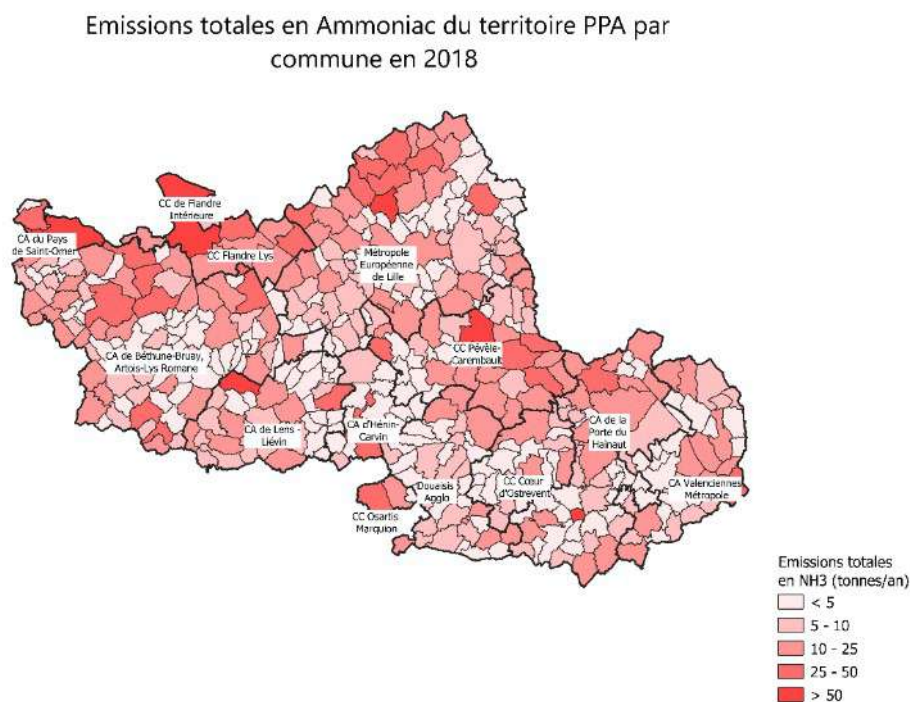 Emissions totales en Ammoniac du territoire PPA par
commune en 2018
CC de Flandre
Intérieure
CA du Pays
de Saint-Omer
CC Flandre Lys
Métropole
Européenne
de Lille
CC Pévèle-
Carembault
CA de Béthune-Bruay,
Artois-Lys Romane
CA de la
Porte du
Hainaut
CA de Lens -
Liévin
CA d'Hénin-
Carvin
Douaisis
Agglo
CC Cœur
d'Ostrevent
CA Valenciennes
Métropole
CC Osartis
Marquion
Emissions totales
en NH3 (tonnes/an)
< 5
5 - 10
10 - 25
25 - 50
> 50